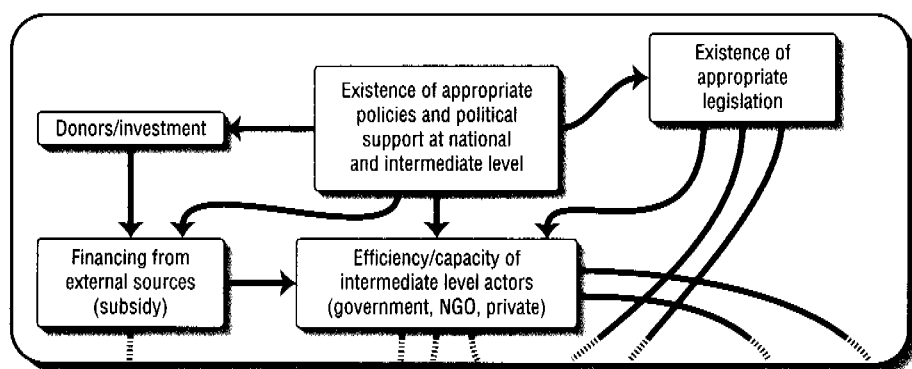 Existence of appropriate
policies and political
support at national
and intermediate level
Existence of
appropriate
legislation
Donors/investment
Financing from
external sources
(subsidy)
Efficiency/capacity of
intermediate level actors
(government, NGO, private)